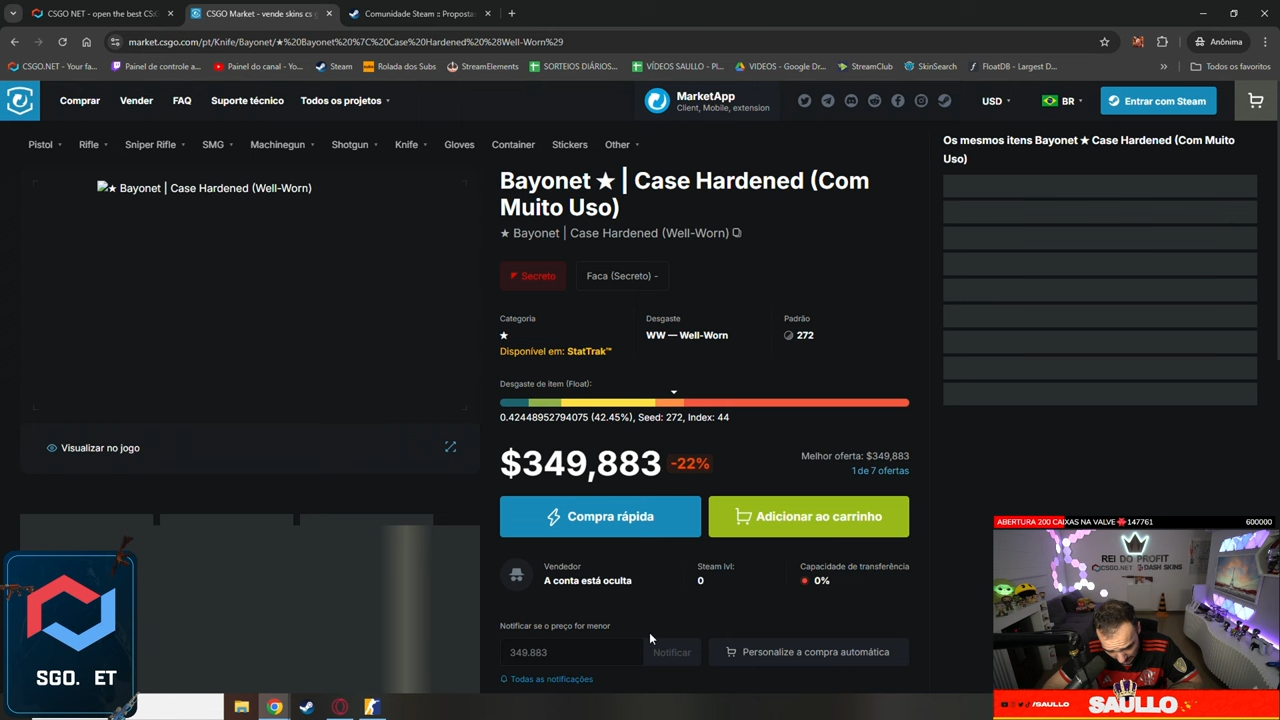 CSGO NET - open the best CS
CSGO Market - vende skins cs g
Comunidade Steam :: Proposta
market.csgo.com/pt/Knife/Bayonet/★%20Bayonet%20%7C%20Case%20Hardened%20%28Well-Worn%29
Anônima
CSGO.NET - Your fa...
Painel de controle a...
Painel do canal - Yo...
Steam
Rolada dos Subs
StreamElements
SORTEIOS DIÁRIOS...
VÍDEOS SAULLO - Pl...
VIDEOS - Google Dr...
StreamClub
SkinSearch
FloatDB - Largest D...
Todos os favoritos
Comprar
Vender
FAQ
Suporte técnico
Todos os projetos
MarketApp
Client, Mobile, extension
USD
BR
Entrar com Steam
Pistol
Rifle
Sniper Rifle
SMG
Machinegun
Shotgun
Knife
Gloves
Container
Stickers
Other
★ Bayonet | Case Hardened (Well-Worn)
Bayonet ★ | Case Hardened (Com
Muito Uso)
★ Bayonet | Case Hardened (Well-Worn)
Secreto
Faca (Secreto) -
Categoria
Desgaste
Padrão
★
WW — Well-Worn
272
Disponível em: StatTrak™
Desgaste de item (Float):
0.42448952794075 (42.45%), Seed: 272, Index: 44
$349,883 -22%
Melhor oferta: $349,883
1 de 7 ofertas
Compra rápida
Adicionar ao carrinho
Vendedor
A conta está oculta
Steam lvl:
0
Capacidade de transferência
0%
Notificar se o preço for menor
349.883
Notificar
Personalize a compra automática
Todas as notificações
Visualizar no jogo
Os mesmos itens Bayonet ★ Case Hardened (Com Muito
Uso)
SGO. ET
ABERTURA 200 CAIXAS NA VALVE
147761
600000
REI DO PROFIT
CSGO.NET
DASH SKINS
/SAULLO
SAULLO